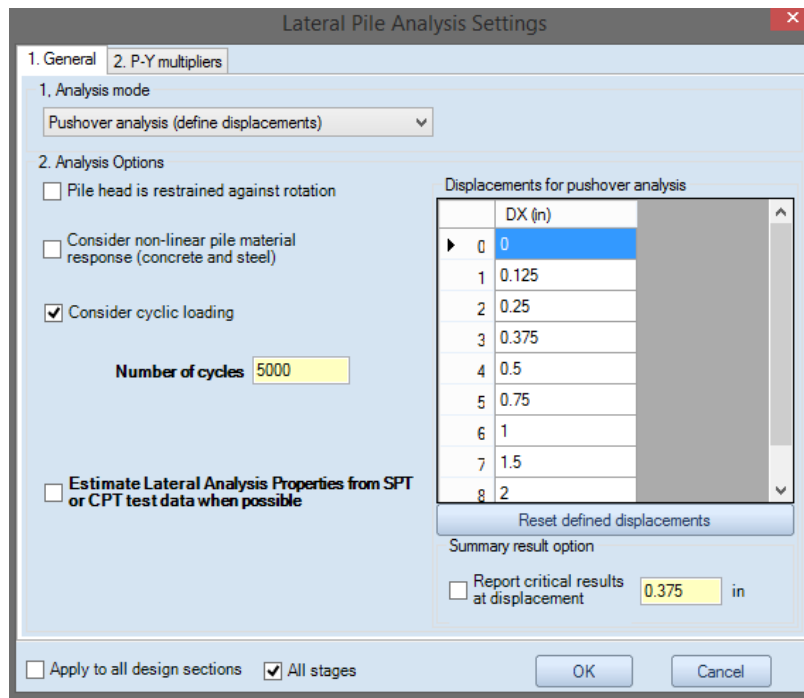 Lateral Pile Analysis Settings
1. General
2. P-Y multipliers
1, Analysis mode
Pushover analysis (define displacements)
2. Analysis Options
Pile head is restrained against rotation
Consider non-linear pile material
response (concrete and steel)
Consider cyclic loading
Number of cycles 5000
Estimate Lateral Analysis Properties from SPT
or CPT test data when possible
Displacements for pushover analysis
DX (in)
0 0
1 0.125
2 0.25
3 0.375
4 0.5
5 0.75
6 1
7 1.5
8 2
Reset defined displacements
Summary result option
Report critical results
at displacement
0.375 in
Apply to all design sections
All stages
OK
Cancel